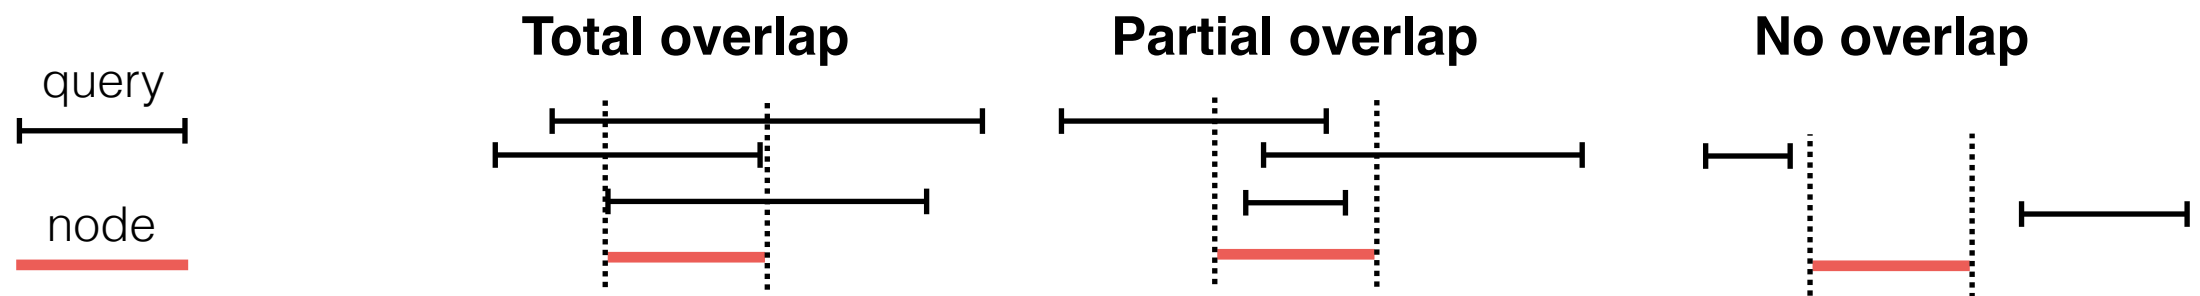 Total overlap
Partial overlap
No overlap
query
node